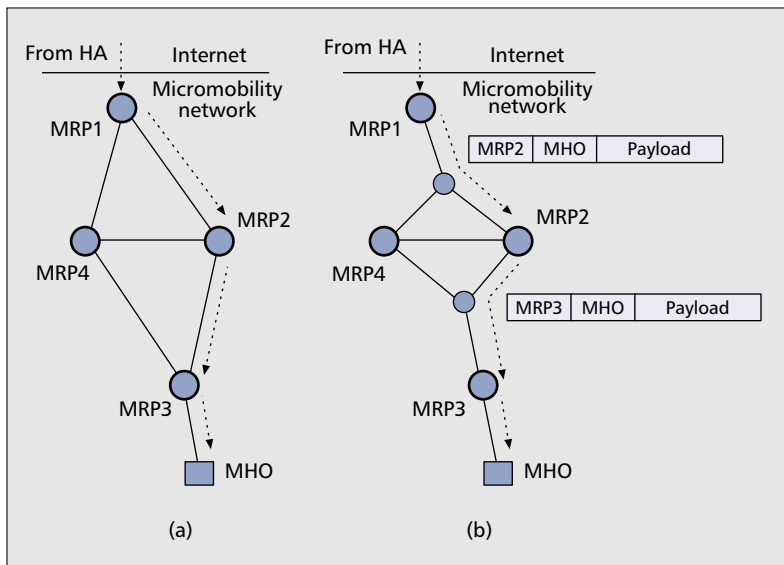 From HA
Internet
Micromobility
network
MRP1
MRP2
MRP4
MRP3
MHO
(a)
From HA
Internet
Micromobility
network
MRP1
MRP2 MHO Payload
MRP2
MRP4
MRP3 MHO Payload
MRP3
MHO
(b)